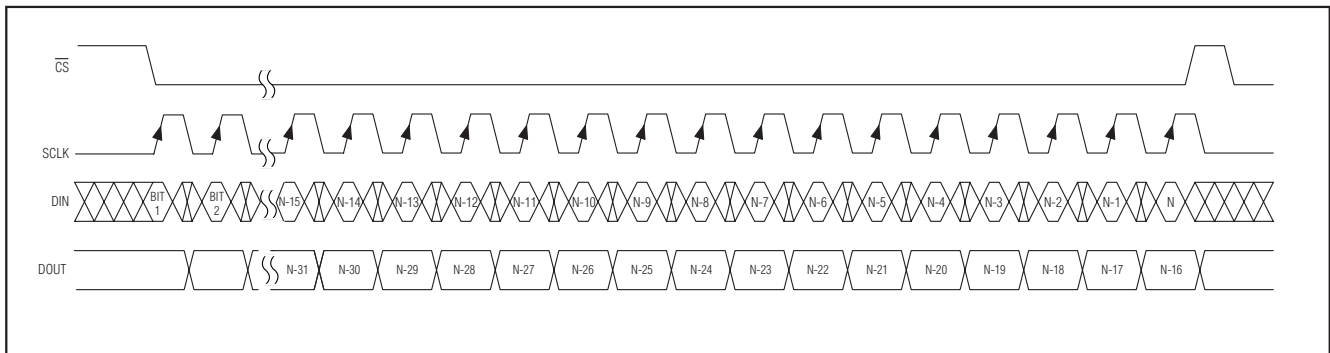 CS
SCLK
DIN BIT 1 BIT 2 N-15 N-14 N-13 N-12 N-11 N-10 N-9 N-8 N-7 N-6 N-5 N-4 N-3 N-2 N-1 N
DOUT N-31 N-30 N-29 N-28 N-27 N-26 N-25 N-24 N-23 N-22 N-21 N-20 N-19 N-18 N-17 N-16